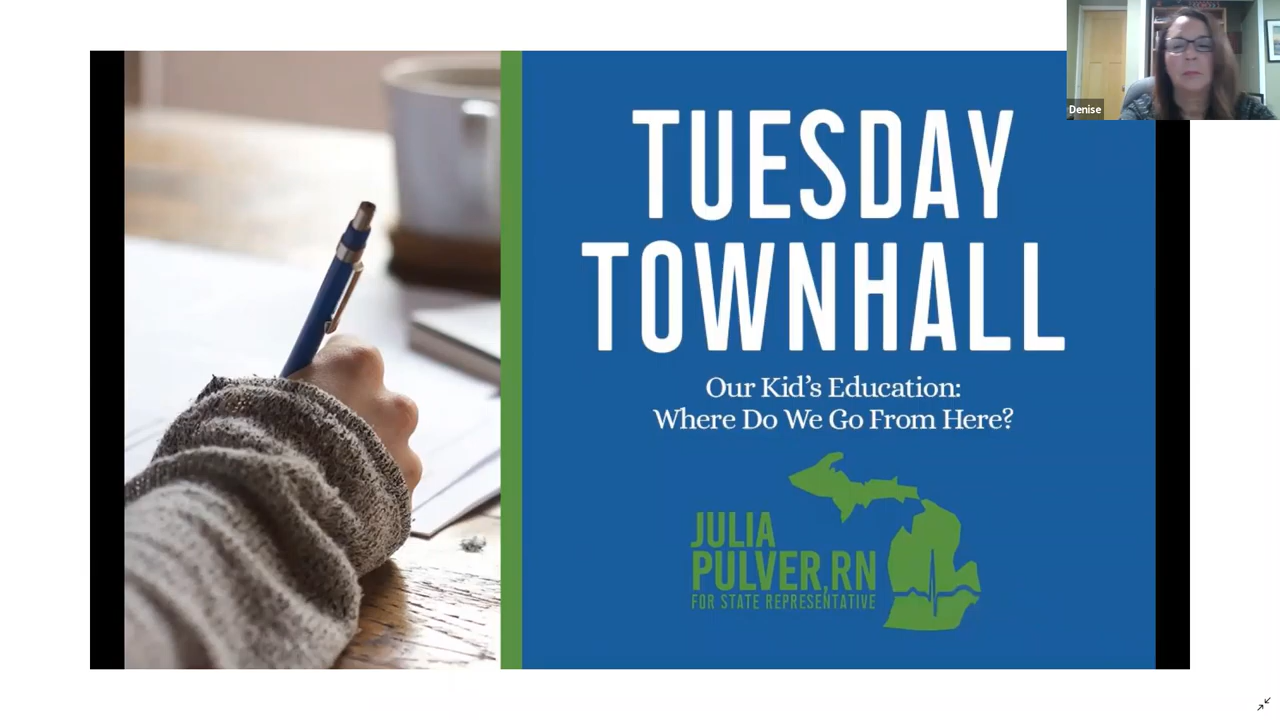 Denise
TUESDAY
TOWNHALL
Our Kid's Education:
Where Do We Go From Here?
JULIA
PULVER, RN
FOR STATE REPRESENTATIVE